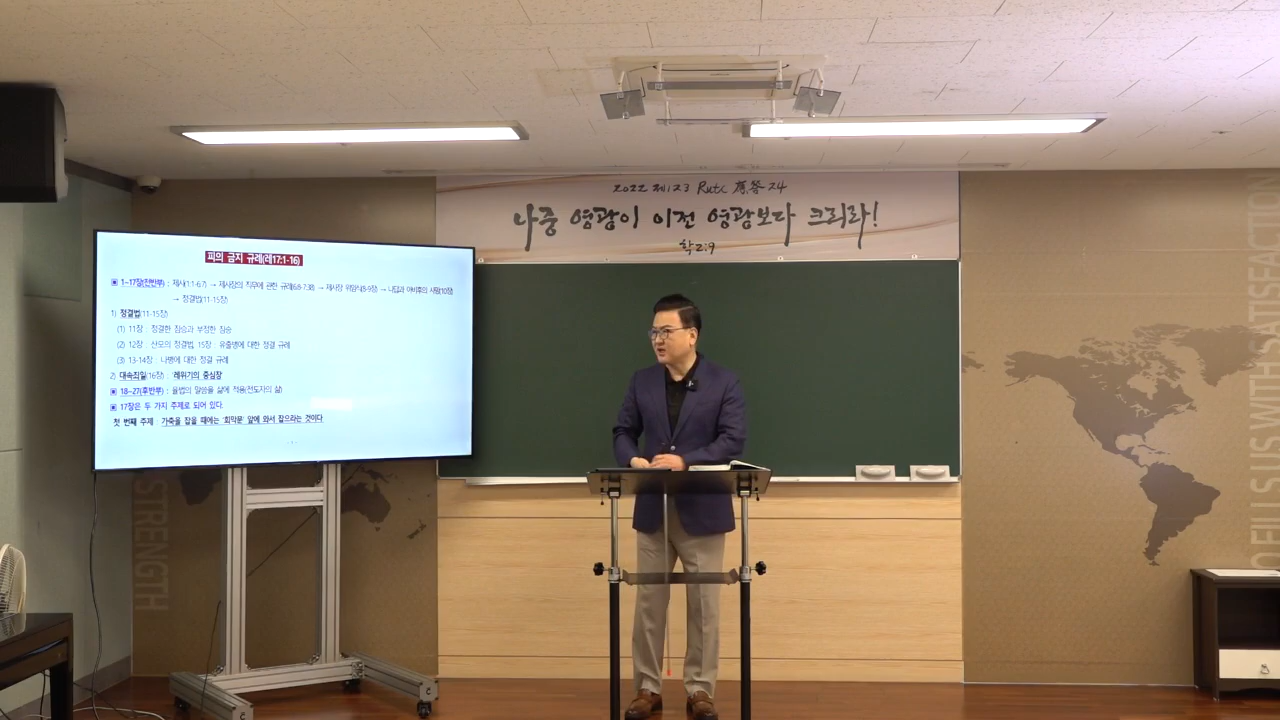 2022 제1,23 Rutc 應答 24
나중 영광이 이전 영광보다 크리라!
학2:9
피의 금지 규례(레17:1-16)
▣ 1-17장(전반부) : 제사(1:1-6:7) → 제사장의 직무에 관한 규례(6:8-7:38) → 제사장 위임식(8-9장) → 나답과 아비후의 사망(10장)
→ 정결법(11-15장)
1) 정결법(11-15장)
(1) 11장 : 정결한 짐승과 부정한 짐승
(2) 12장 : 산모의 정결법, 15장 : 유출병에 대한 정결 규례
(3) 13-14장 : 나병에 대한 정결 규례
2) 대속죄일(16장) : '레위기의 중심장
▣ 18-27(후반부) : 율법의 말씀을 삶에 적용(전도자의 삶)
▣ 17장은 두 가지 주제로 되어 있다.
첫 번째 주제 : 가축을 잡을 때에는 '회막문' 앞에 와서 잡으라는 것이다
STRENGTH
O FILLS US WITH SATISFACTION